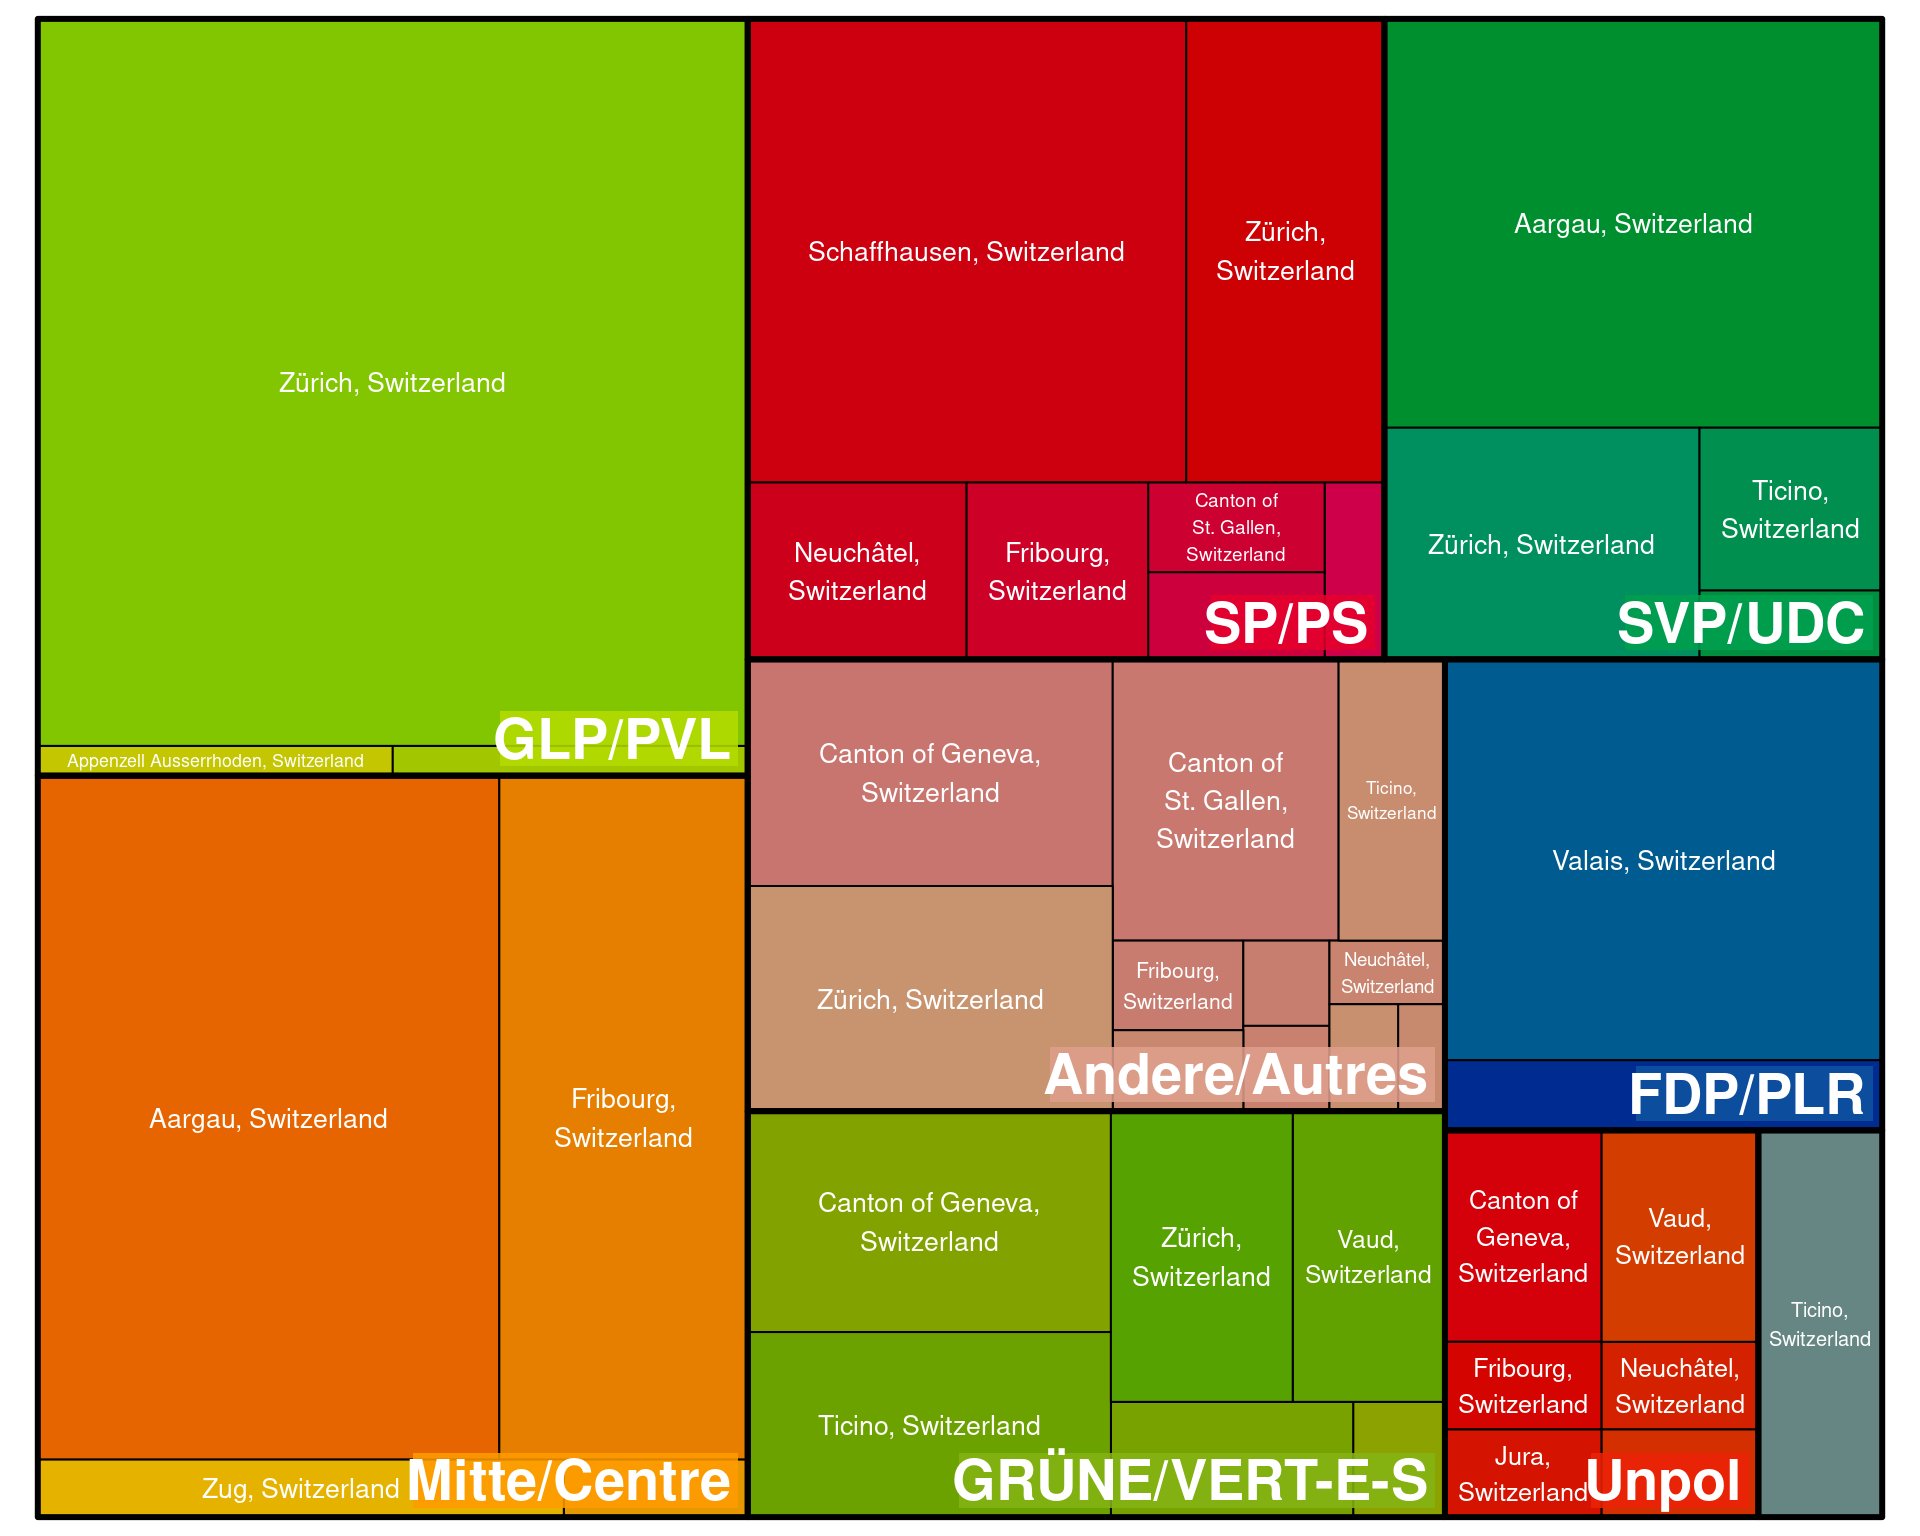 Zürich, Switzerland
Appenzell Ausserrhoden, Switzerland
GLP/PVL
Aargau, Switzerland
Fribourg,
Switzerland
Zug, Switzerland
Mitte/Centre
Schaffhausen, Switzerland
Zürich,
Switzerland
Neuchâtel,
Switzerland
Fribourg,
Switzerland
Canton of
St. Gallen,
Switzerland
SP/PS
Aargau, Switzerland
Zürich, Switzerland
Ticino,
Switzerland
SVP/UDC
Canton of Geneva,
Switzerland
Canton of
St. Gallen,
Switzerland
Ticino,
Switzerland
Zürich, Switzerland
Fribourg,
Switzerland
Neuchâtel,
Switzerland
Andere/Autres
Valais, Switzerland
FDP/PLR
Canton of Geneva,
Switzerland
Zürich,
Switzerland
Vaud,
Switzerland
Ticino, Switzerland
GRÜNE/VERT-E-S
Canton of
Geneva,
Switzerland
Vaud,
Switzerland
Fribourg,
Switzerland
Neuchâtel,
Switzerland
Jura,
Switzerland
Unpol
Ticino,
Switzerland